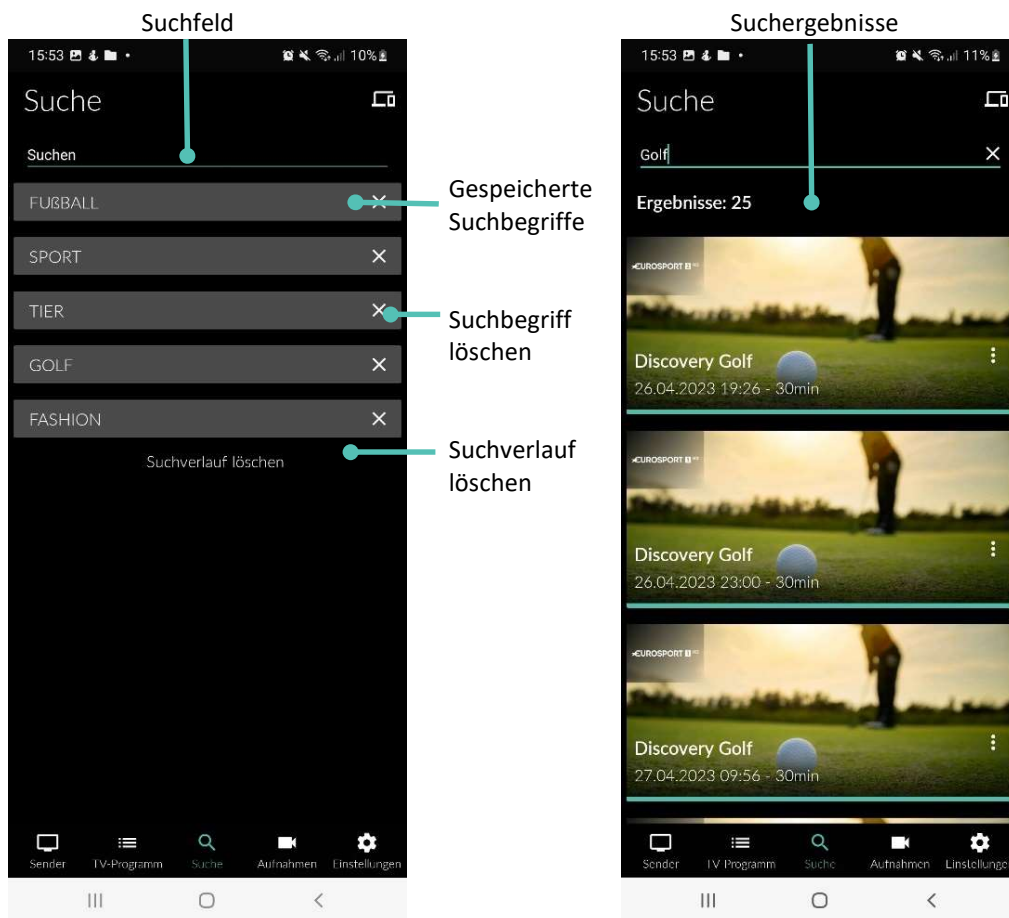 Suchfeld
15:53
10%
Suche
Suchen
FUßBALL
SPORT
TIER
GOLF
FASHION
Suchverlauf löschen
Sender TV-Programm Suche Aufnahmen Einstellungen
Gespeicherte
Suchbegriffe
Suchbegriff
löschen
Suchverlauf
löschen
Suchergebnisse
15:53
11%
Suche
Golf
Ergebnisse: 25
EUROSPORT
Discovery Golf
26.04.2023 19:26 - 30min
EUROSPORT
Discovery Golf
26.04.2023 23:00 - 30min
EUROSPORT
Discovery Golf
27.04.2023 09:56 - 30min
Sender TV Programm Suche Aufnahmen Einstellunge